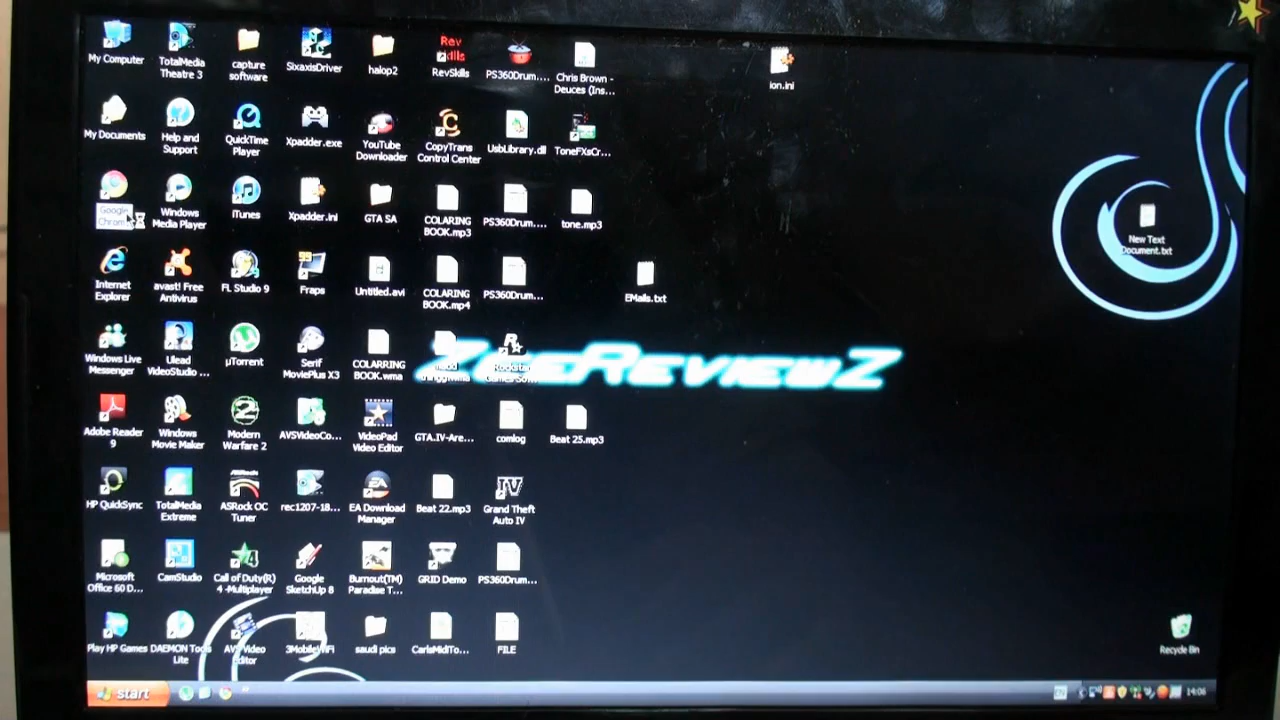 My Computer
TotalMedia
Theatre 3
capture
software
SixaxisDriver
halop2
Rev
RevSkills
PS360Drum....
Chris Brown -
Deuces (Ins...
ion.ini
My Documents
Help and
Support
QuickTime
Player
Xpadder.exe
YouTube
Downloader
CopyTrans
Control Center
UsbLibrary.dll
ToneFXsCr...
Google
Chrome
Windows
Media Player
iTunes
Xpadder.ini
GTA SA
COLARING
BOOK.mp3
PS360Drum...
tone.mp3
New Text
Document.txt
Internet
Explorer
avast! Free
Antivirus
FL Studio 9
Fraps
Untitled.avi
COLARING
BOOK.mp4
PS360Drum...
EMails.txt
Windows Live
Messenger
Ulead
VideoStudio ...
µTorrent
Serif
MoviePlus X3
COLARRING
BOOK.wma
Rockstar
Adobe Reader
9
Windows
Movie Maker
Modern
Warfare 2
AVSVideoCo...
VideoPad
Video Editor
GTA.IV-Are...
comlog
Beat 25.mp3
HP QuickSync
TotalMedia
Extreme
ASRock OC
Tuner
rec1207-18...
EA
EA Download
Manager
Beat 22.mp3
IV
Grand Theft
Auto IV
Microsoft
Office 60 D...
CamStudio
Call of Duty(R)
4 -Multiplayer
Google
SketchUp 8
Burnout(TM)
Paradise T...
GRID Demo
PS360Drum...
Play HP Games
DAEMON Tools
Lite
AVS Video
Editor
3MobileWiFi
saudi pics
CarlsMidiTo...
FILE
Recycle Bin
start
14:06